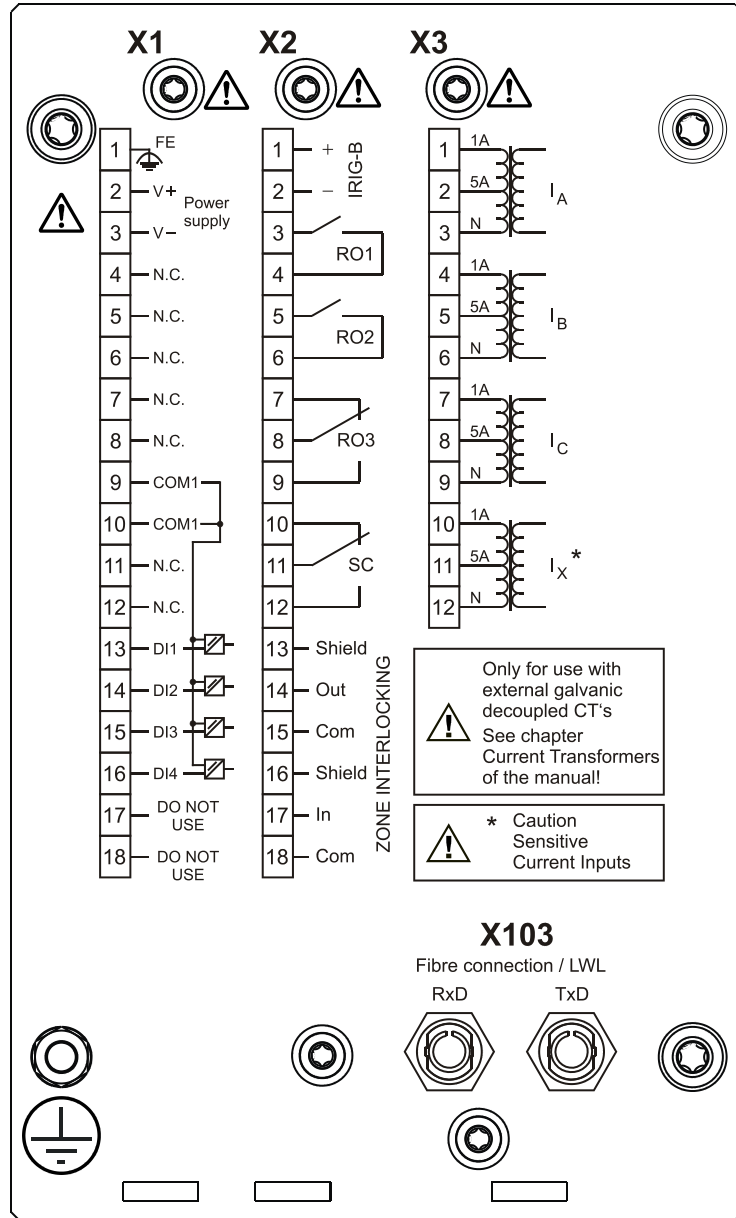 X1
1 FE
2 V+ Power
supply
3 V−
4 N.C.
5 N.C.
6 N.C.
7 N.C.
8 N.C.
9 COM1
10 COM1
11 N.C.
12 N.C.
13 DI1
14 DI2
15 DI3
16 DI4
17 DO NOT
USE
18 DO NOT
USE
X2
1 +
2 −
IRIG-B
3
RO1
4
5
RO2
6
7
8 RO3
9
10
11 SC
12
13 Shield
14 Out
15 Com
16 Shield
17 In
18 Com
ZONE INTERLOCKING
X3
1 1A
2 5A IA
3 N
4 1A
5 5A IB
6 N
7 1A
8 5A IC
9 N
10 1A
11 5A IX*
12 N
Only for use with
external galvanic
decoupled CT's
See chapter
Current Transformers
of the manual!
* Caution
Sensitive
Current Inputs
X103
Fibre connection / LWL
RxD TxD